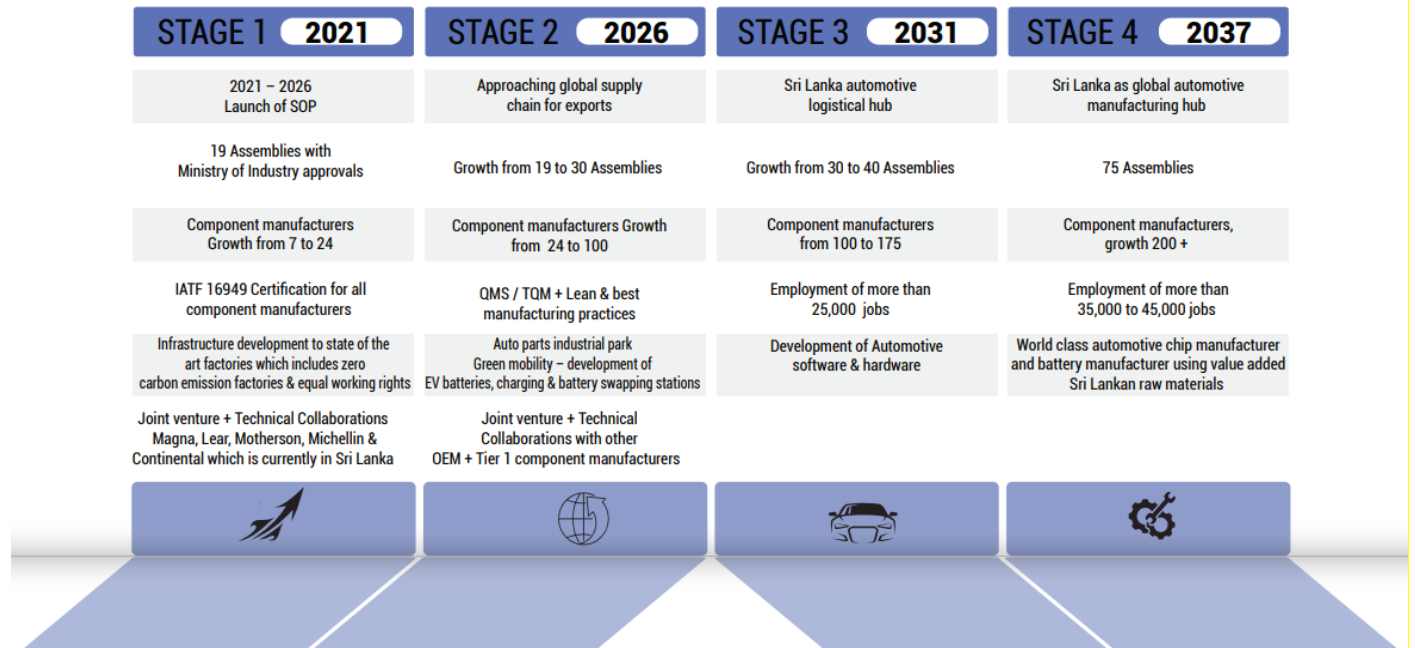 STAGE 1 2021
2021 – 2026
Launch of SOP
19 Assemblies with
Ministry of Industry approvals
Component manufacturers
Growth from 7 to 24
IATF 16949 Certification for all
component manufacturers
Infrastructure development to state of the
art factories which includes zero
carbon emission factories & equal working rights
Joint venture + Technical Collaborations
Magna, Lear, Motherson, Michellin &
Continental which is currently in Sri Lanka
STAGE 2 2026
Approaching global supply
chain for exports
Growth from 19 to 30 Assemblies
Component manufacturers Growth
from 24 to 100
QMS / TQM + Lean & best
manufacturing practices
Auto parts industrial park
Green mobility – development of
EV batteries, charging & battery swapping stations
Joint venture + Technical
Collaborations with other
OEM + Tier 1 component manufacturers
STAGE 3 2031
Sri Lanka automotive
logistical hub
Growth from 30 to 40 Assemblies
Component manufacturers
from 100 to 175
Employment of more than
25,000 jobs
Development of Automotive
software & hardware
STAGE 4 2037
Sri Lanka as global automotive
manufacturing hub
75 Assemblies
Component manufacturers,
growth 200 +
Employment of more than
35,000 to 45,000 jobs
World class automotive chip manufacturer
and battery manufacturer using value added
Sri Lankan raw materials